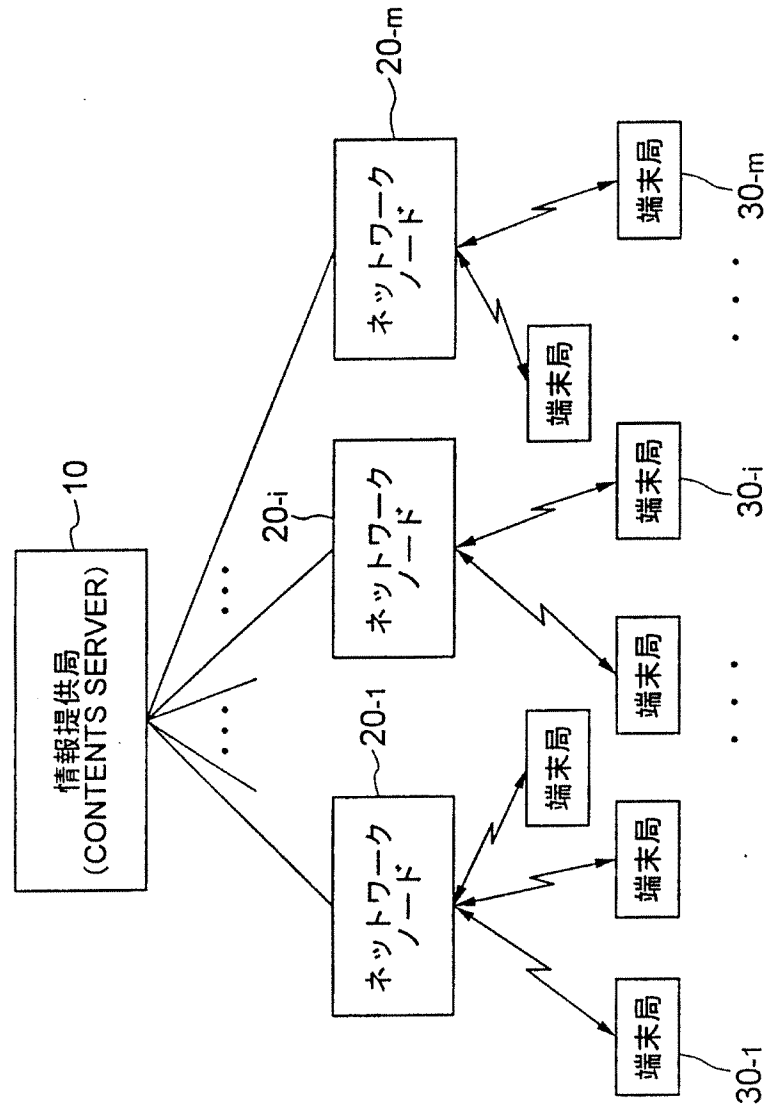 情報提供局
(CONTENTS SERVER)
10
20-1
20-i
20-m
ネットワーク
ノード
ネットワーク
ノード
ネットワーク
ノード
端末局
端末局
端末局
端末局
端末局
端末局
端末局
30-1
30-i
30-m